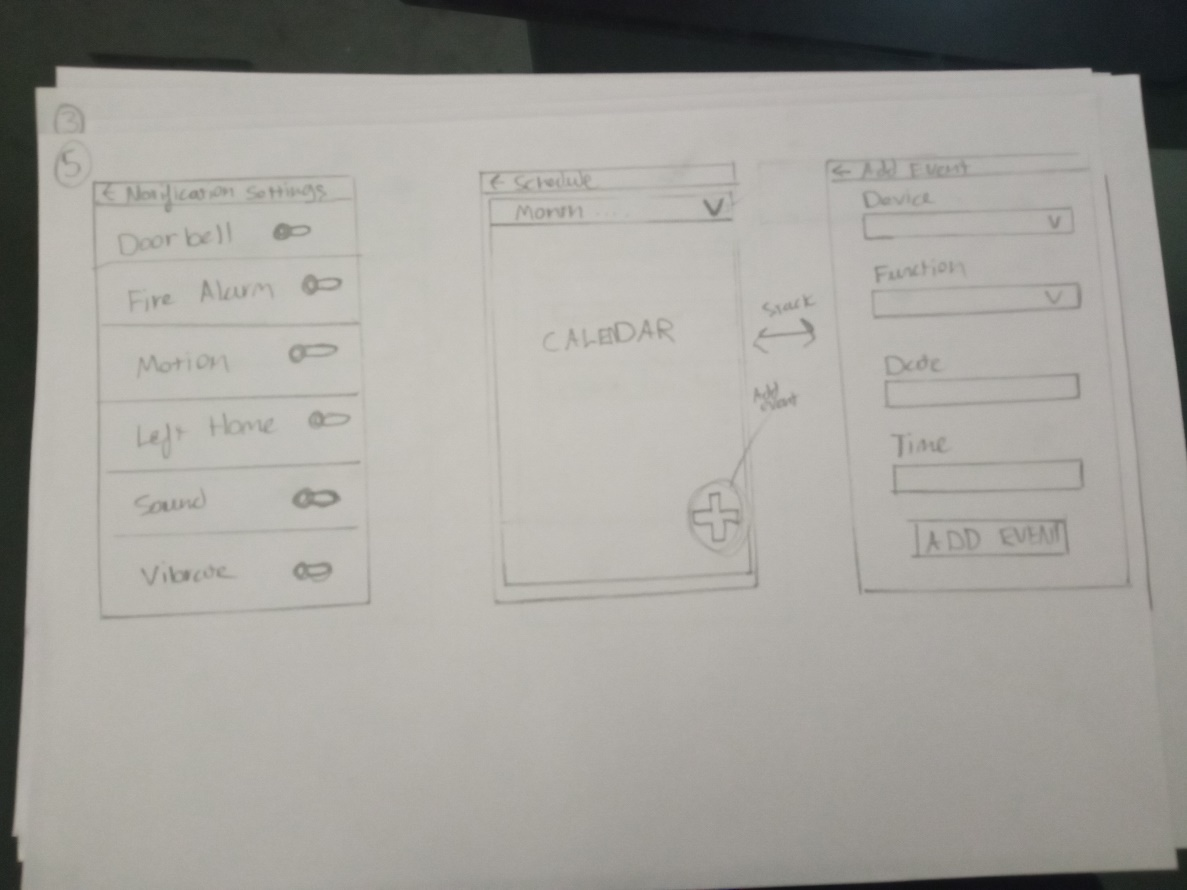 3
5
← Notification Settings
Doorbell
Fire Alarm
Motion
Left Home
Sound
Vibrate
← Schedule
Month ....
CALEDAR
Stack
Add
event
← Add Event
Device
Function
Date
Time
ADD EVENT